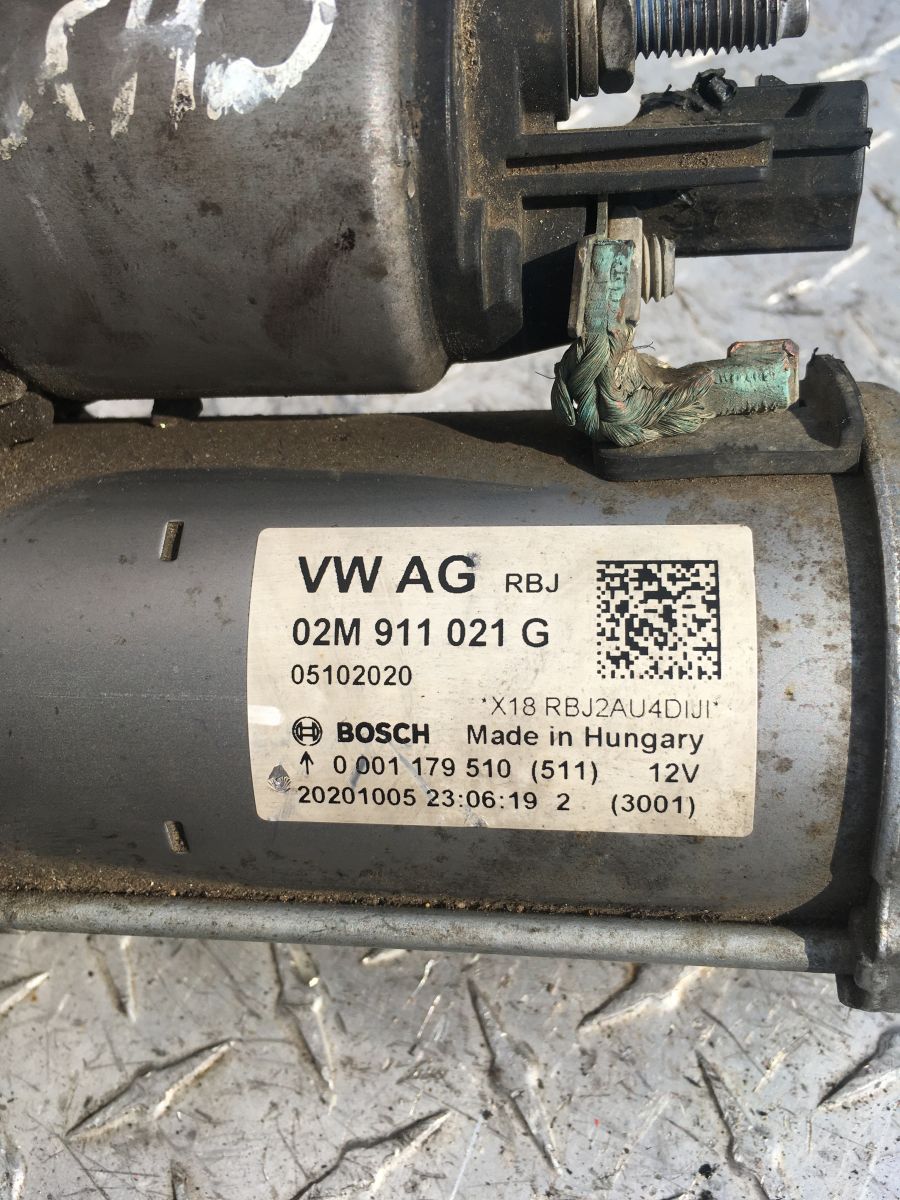 VW AG RBJ
02M 911 021 G
05102020
*X18 RBJ2AU4DIJI*
BOSCH Made in Hungary
↑ 0 001 179 510 (511) 12V
20201005 23:06:19 2 (3001)